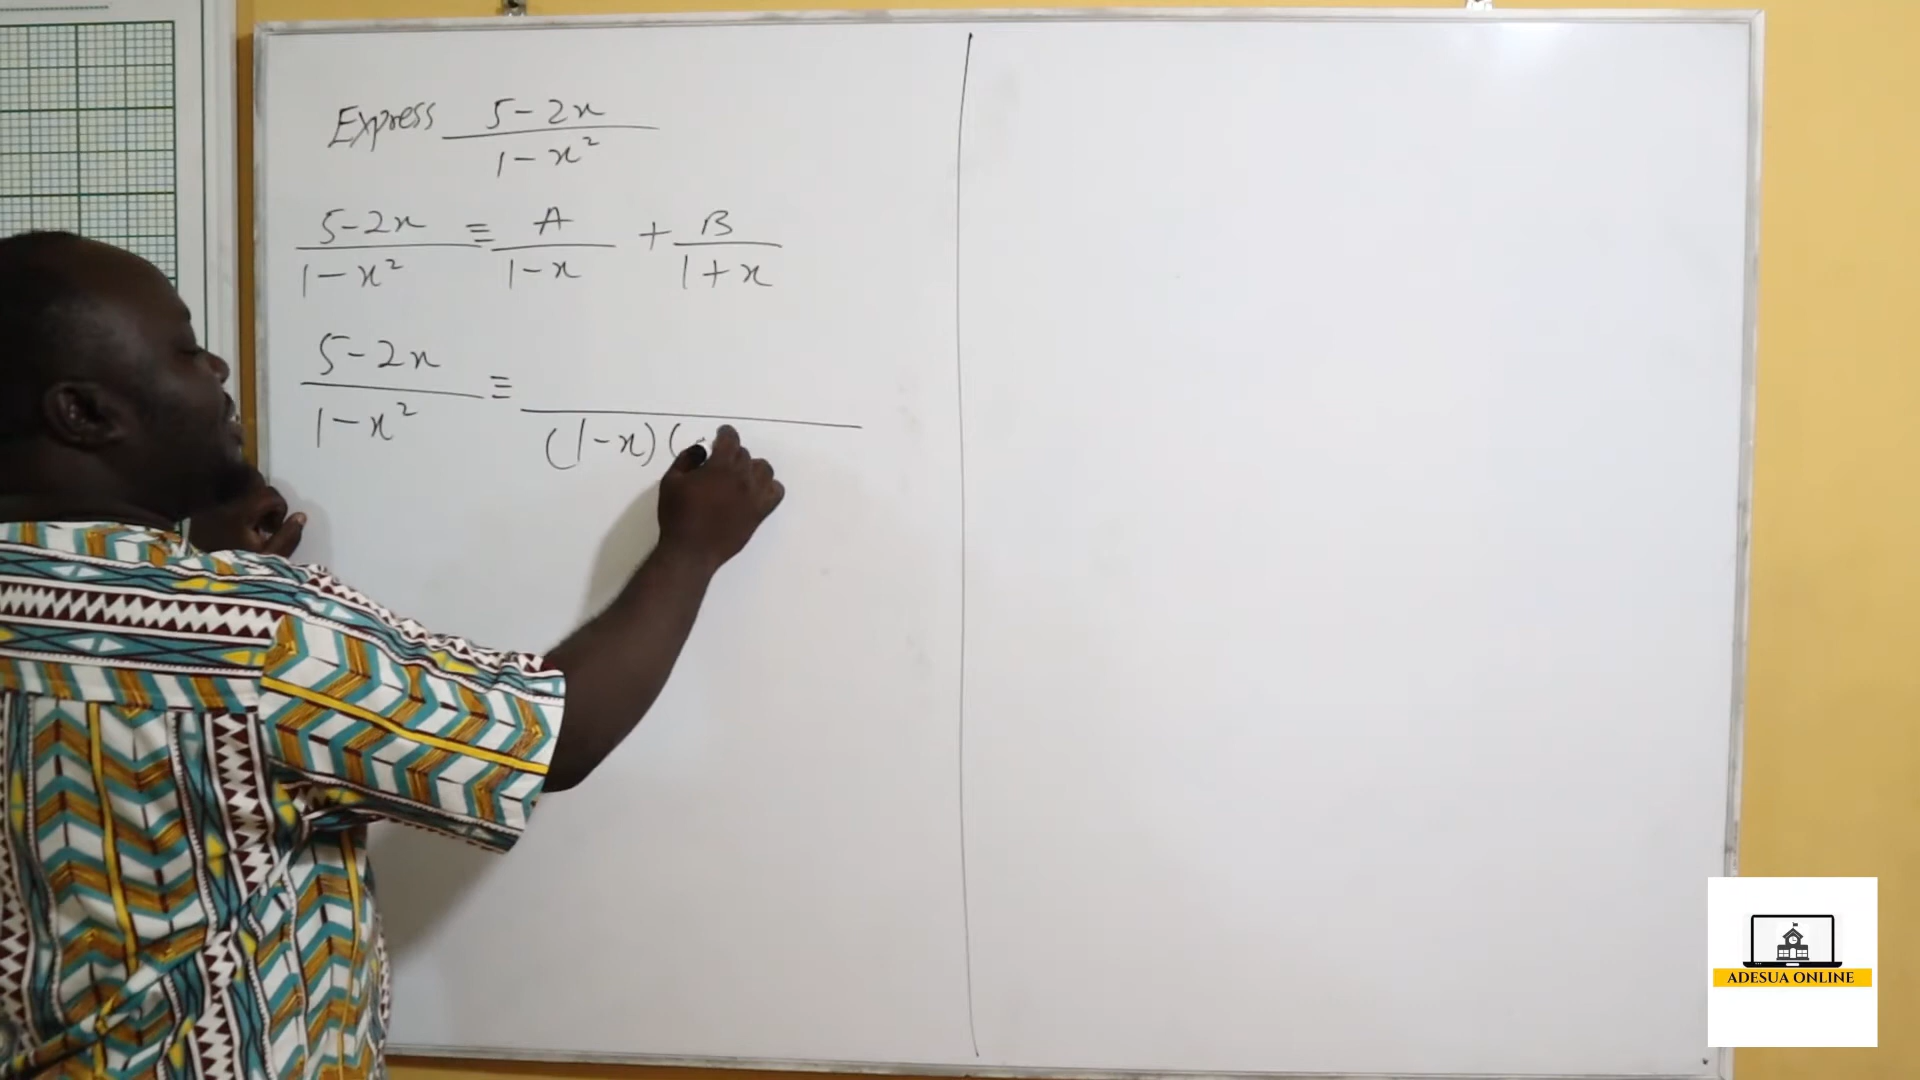 Express 5-2x / 1-x²
5-2x / 1-x² ≡ A / 1-x + B / 1+x
5-2x / 1-x² ≡ / (1-x)(
ADESUA ONLINE